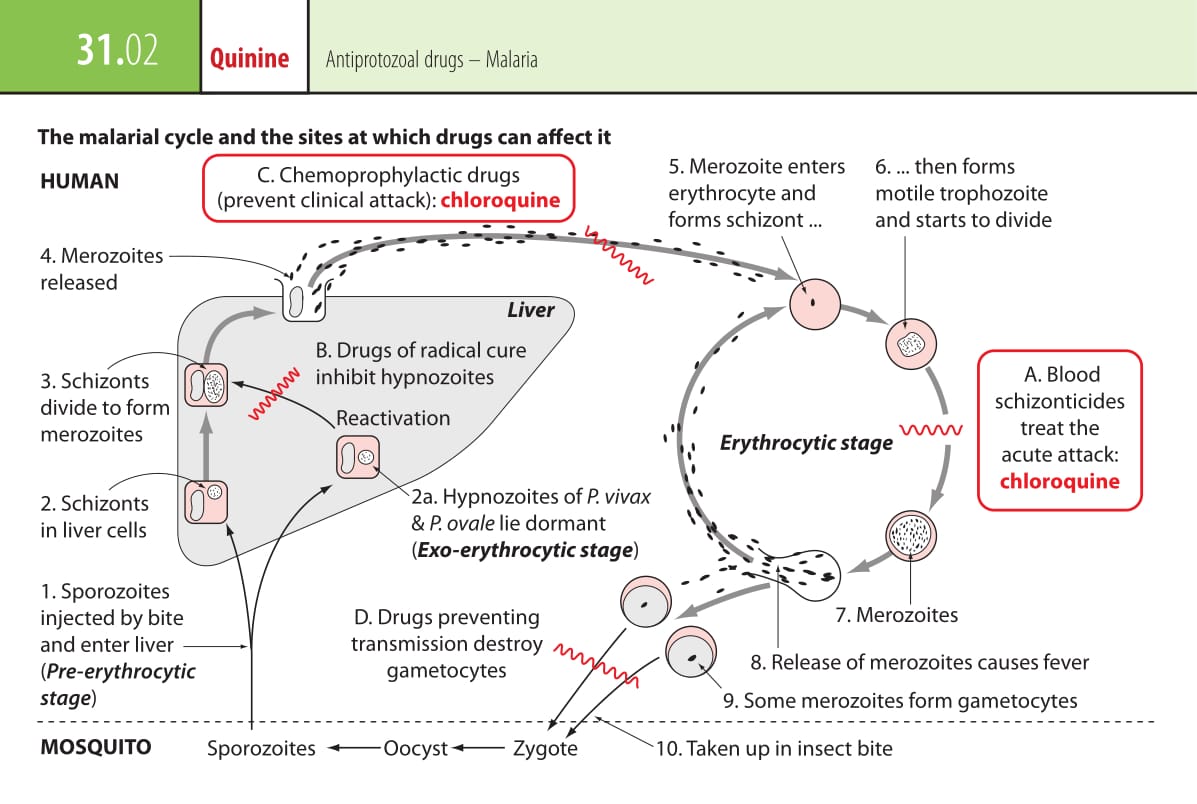 31.02
Quinine
Antiprotozoal drugs – Malaria
The malarial cycle and the sites at which drugs can affect it
HUMAN
C. Chemoprophylactic drugs
(prevent clinical attack): chloroquine
5. Merozoite enters
erythrocyte and
forms schizont ...
6. ... then forms
motile trophozoite
and starts to divide
4. Merozoites
released
Liver
B. Drugs of radical cure
inhibit hypnozoites
3. Schizonts
divide to form
merozoites
Reactivation
Erythrocytic stage
A. Blood
schizonticides
treat the
acute attack:
chloroquine
2. Schizonts
in liver cells
2a. Hypnozoites of P. vivax
& P. ovale lie dormant
(Exo-erythrocytic stage)
1. Sporozoites
injected by bite
and enter liver
(Pre-erythrocytic
stage)
D. Drugs preventing
transmission destroy
gametocytes
7. Merozoites
8. Release of merozoites causes fever
9. Some merozoites form gametocytes
MOSQUITO
Sporozoites
Oocyst
Zygote
10. Taken up in insect bite